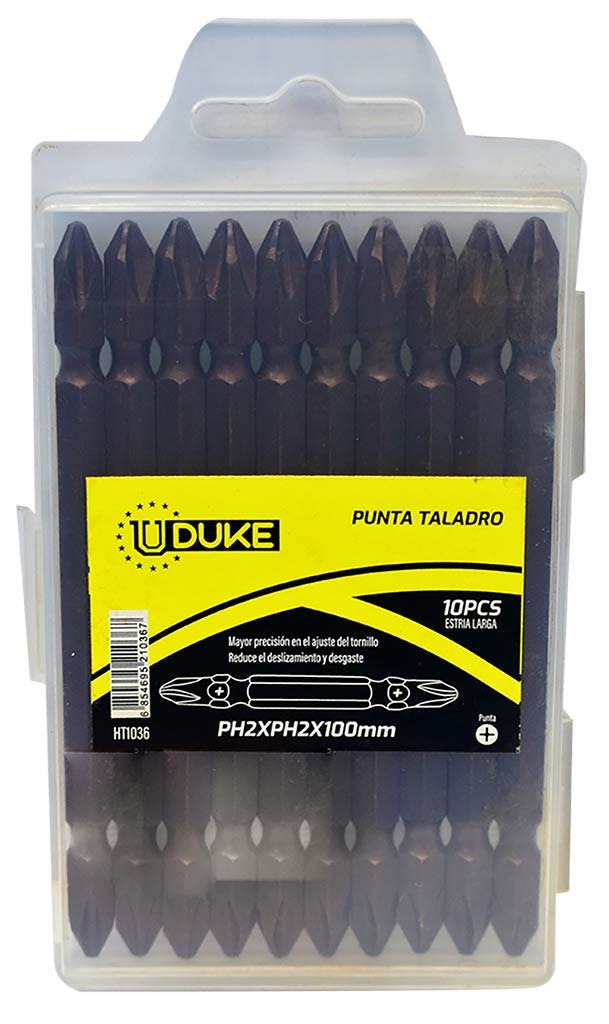 UDUKE
PUNTA TALADRO
10PCS
ESTRIA LARGA
Mayor precisión en el ajuste del tornillo
Reduce el deslizamiento y desgaste
6 854695 210367
HT1036
PH2XPH2X100mm
Punta